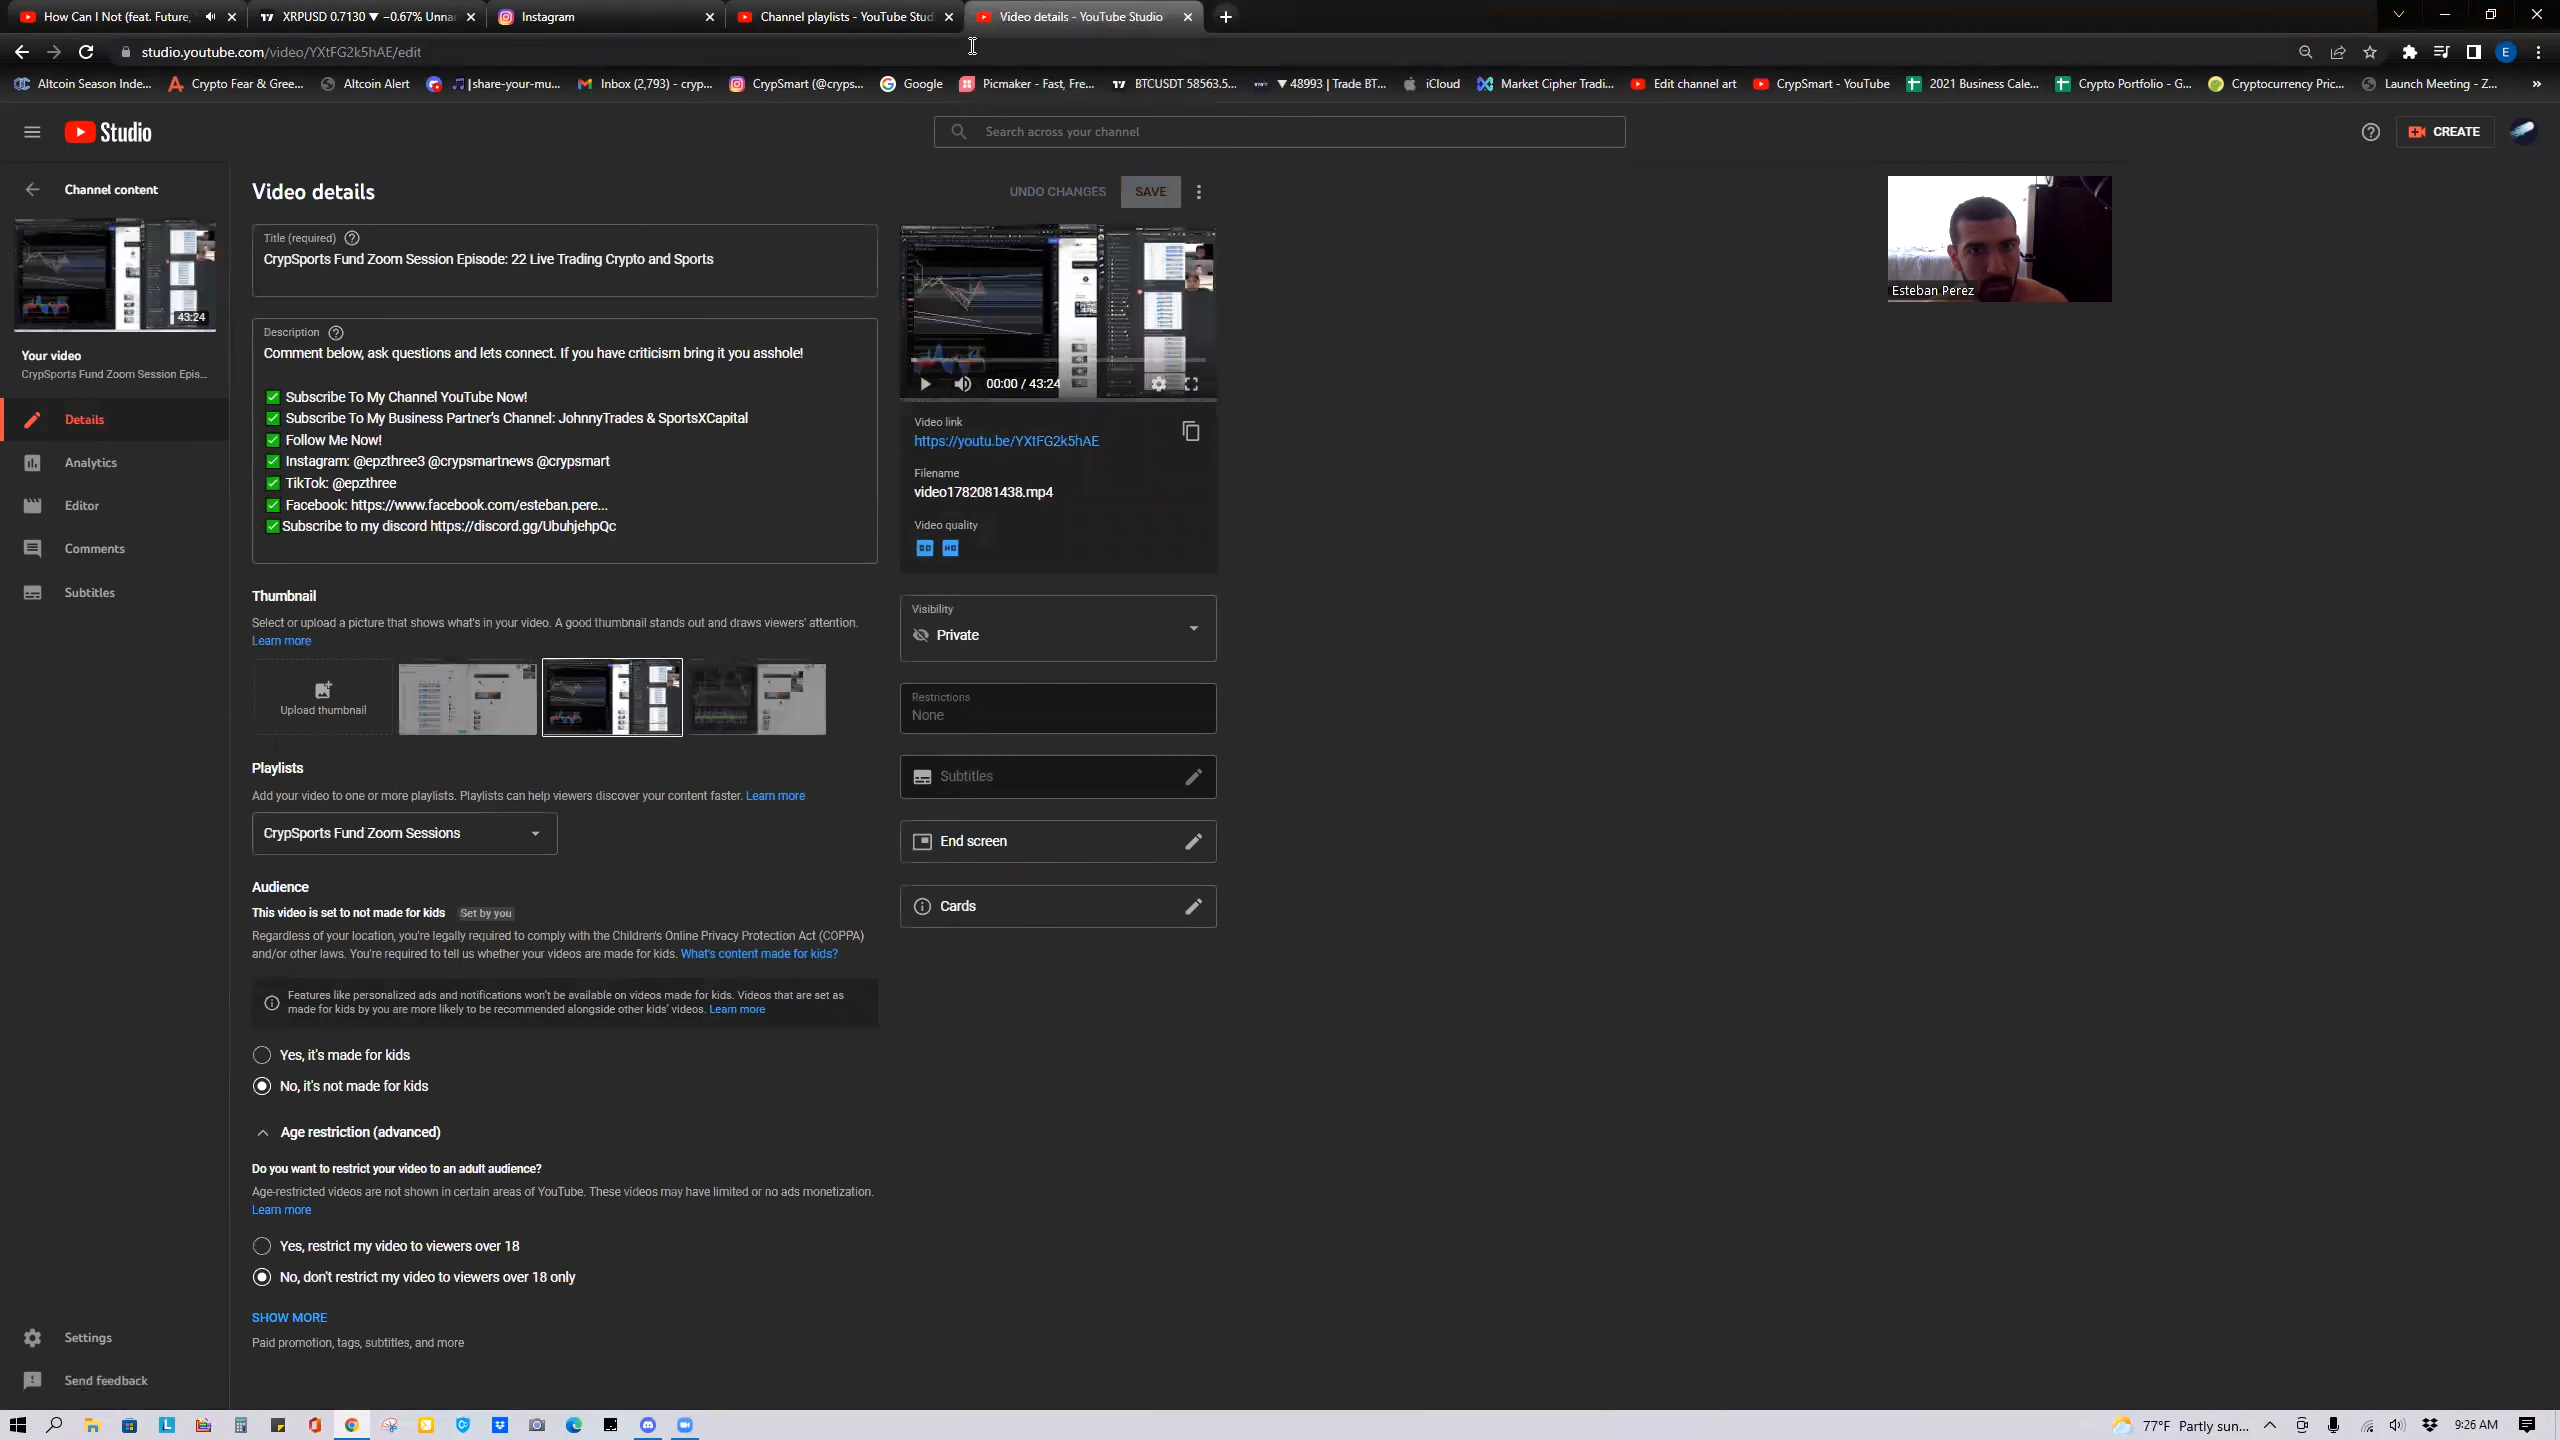 How Can I Not (feat. Future,
XRPUSD 0.7130 ▼ −0.67% Unna
Instagram
Channel playlists - YouTube Stud
Video details - YouTube Studio
studio.youtube.com/video/YXtFG2k5hAE/edit
Altcoin Season Inde...
Crypto Fear & Gree...
Altcoin Alert
|share-your-mu...
Inbox (2,793) - cryp...
CrypSmart (@cryps...
Google
Picmaker - Fast, Fre...
BTCUSDT 58563.5...
▼ 48993 | Trade BT...
iCloud
Market Cipher Tradi...
Edit channel art
CrypSmart - YouTube
2021 Business Cale...
Crypto Portfolio - G...
Cryptocurrency Pric...
Launch Meeting - Z...
Studio
Search across your channel
CREATE
Channel content
43:24
Your video
CrypSports Fund Zoom Session Epis...
Details
Analytics
Editor
Comments
Subtitles
Settings
Send feedback
Video details
UNDO CHANGES
SAVE
Title (required)
CrypSports Fund Zoom Session Episode: 22 Live Trading Crypto and Sports
Description
Comment below, ask questions and lets connect. If you have criticism bring it you asshole!
✅ Subscribe To My Channel YouTube Now!
✅ Subscribe To My Business Partner's Channel: JohnnyTrades & SportsXCapital
✅ Follow Me Now!
✅ Instagram: @epzthree3 @crypsmartnews @crypsmart
✅ TikTok: @epzthree
✅ Facebook: https://www.facebook.com/esteban.pere...
✅Subscribe to my discord https://discord.gg/UbuhjehpQc
Thumbnail
Select or upload a picture that shows what's in your video. A good thumbnail stands out and draws viewers' attention.
Learn more
Upload thumbnail
Playlists
Add your video to one or more playlists. Playlists can help viewers discover your content faster. Learn more
CrypSports Fund Zoom Sessions
Audience
This video is set to not made for kids Set by you
Regardless of your location, you're legally required to comply with the Children's Online Privacy Protection Act (COPPA)
and/or other laws. You're required to tell us whether your videos are made for kids. What's content made for kids?
Features like personalized ads and notifications won't be available on videos made for kids. Videos that are set as
made for kids by you are more likely to be recommended alongside other kids' videos. Learn more
Yes, it's made for kids
No, it's not made for kids
Age restriction (advanced)
Do you want to restrict your video to an adult audience?
Age-restricted videos are not shown in certain areas of YouTube. These videos may have limited or no ads monetization.
Learn more
Yes, restrict my video to viewers over 18
No, don't restrict my video to viewers over 18 only
SHOW MORE
Paid promotion, tags, subtitles, and more
00:00 / 43:24
Video link
https://youtu.be/YXtFG2k5hAE
Filename
video1782081438.mp4
Video quality
SD HD
Visibility
Private
Restrictions
None
Subtitles
End screen
Cards
Esteban Perez
77°F Partly sun...
9:26 AM